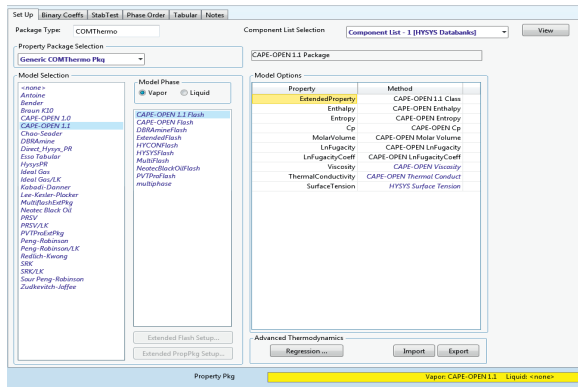 Set Up Binary Coeffs StabTest Phase Order Tabular Notes
Package Type: COMThermo
Component List Selection Component List - 1 [HYSYS Databanks] View
Property Package Selection
Generic COMThermo Pkg
CAPE-OPEN 1.1 Package
Model Selection
<none>
Antoine
Bender
Braun K10
CAPE-OPEN 1.0
CAPE-OPEN 1.1
Chao-Seader
DBRAmine
Direct_Hysys_PR
Esso Tabular
HysysPR
Ideal Gas
Ideal Gas/LK
Kabadi-Danner
Lee-Kesler-Plocker
MultiflashExtPkg
Neotec Black Oil
PRSV
PRSV/LK
PVTProExtPkg
Peng-Robinson
Peng-Robinson/LK
Redlich-Kwong
SRK
SRK/LK
Sour Peng-Robinson
Zudkevitch-Joffee
Model Phase
Vapor Liquid
CAPE-OPEN 1.1 Flash
CAPE-OPEN Flash
DBRAmineFlash
ExtendedFlash
HYCONFlash
HYSYSFlash
MultiFlash
NeotecBlackOilFlash
PVTProFlash
multiphase
Extended Flash Setup...
Extended PropPkg Setup...
Model Options
Property Method
ExtendedProperty CAPE-OPEN 1.1 Class
Enthalpy CAPE-OPEN Enthalpy
Entropy CAPE-OPEN Entropy
Cp CAPE-OPEN Cp
MolarVolume CAPE-OPEN Molar Volume
LnFugacity CAPE-OPEN LnFugacity
LnFugacityCoeff CAPE-OPEN LnFugacityCoeff
Viscosity CAPE-OPEN Viscosity
ThermalConductivity CAPE-OPEN Thermal Conduct
SurfaceTension HYSYS Surface Tension
Advanced Thermodynamics
Regression ... Import Export
Property Pkg Vapor: CAPE-OPEN 1.1 Liquid: <none>